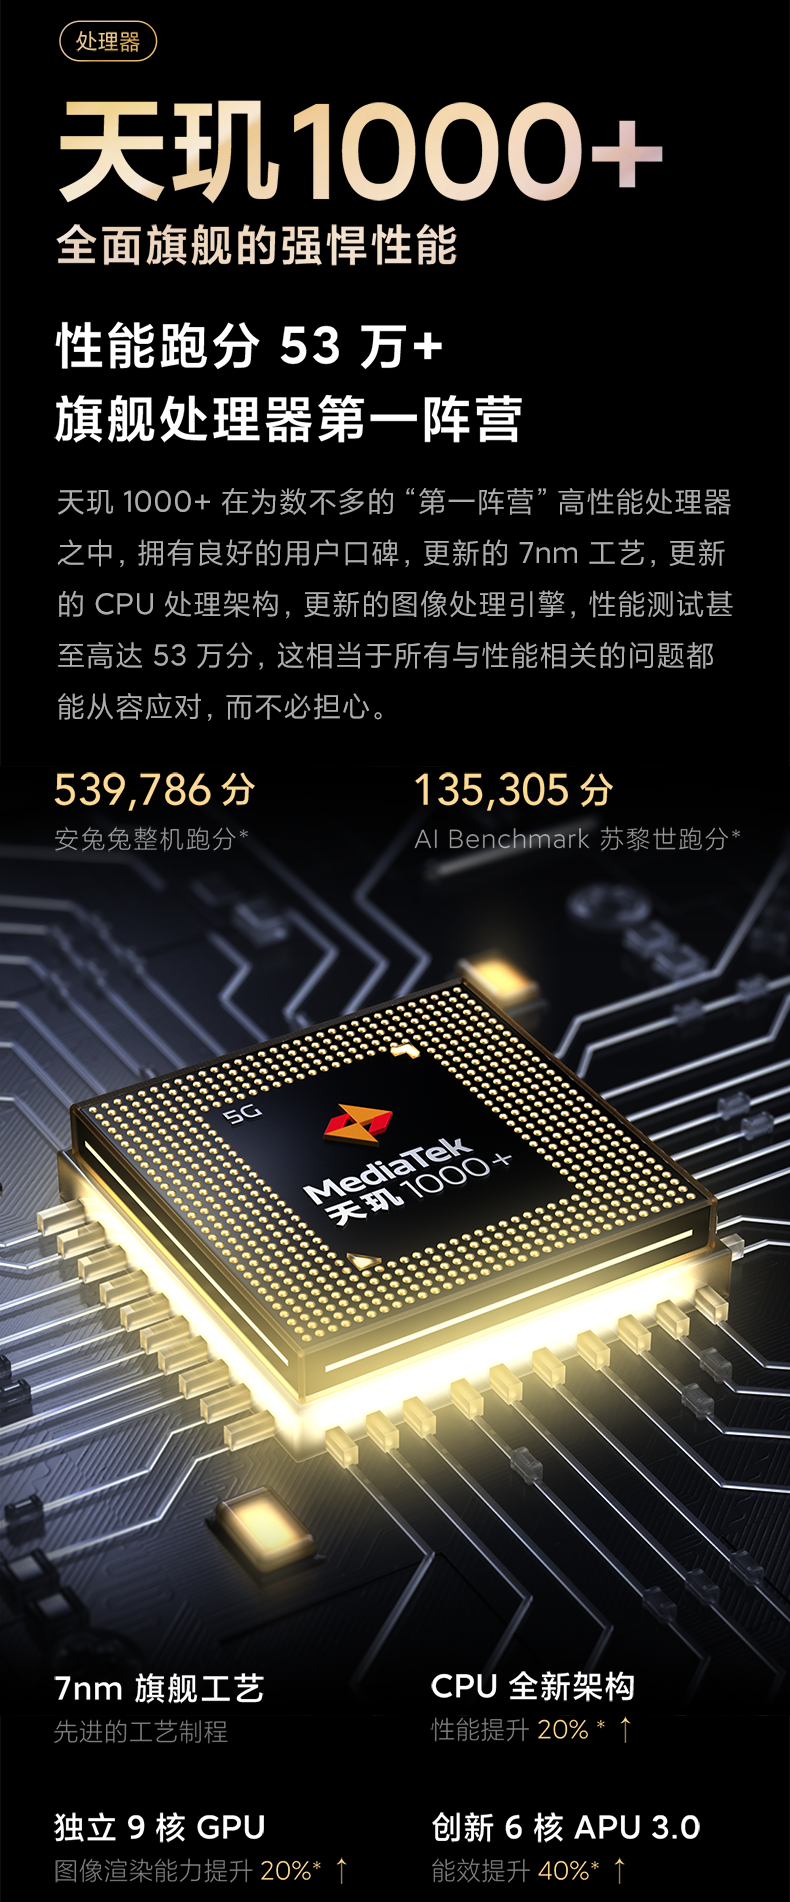 处理器
天玑1000+
全面旗舰的强悍性能
性能跑分 53 万+
旗舰处理器第一阵营
天玑 1000+ 在为数不多的 “第一阵营” 高性能处理器
之中, 拥有良好的用户口碑, 更新的 7nm 工艺, 更新
的 CPU 处理架构, 更新的图像处理引擎, 性能测试甚
至高达 53 万分, 这相当于所有与性能相关的问题都
能从容应对, 而不必担心。
539,786 分
安兔兔整机跑分*
135,305 分
AI Benchmark 苏黎世跑分*
5G
MediaTek
天玑 1000+
7nm 旗舰工艺
先进的工艺制程
CPU 全新架构
性能提升 20% * ↑
独立 9 核 GPU
图像渲染能力提升 20%* ↑
创新 6 核 APU 3.0
能效提升 40%* ↑